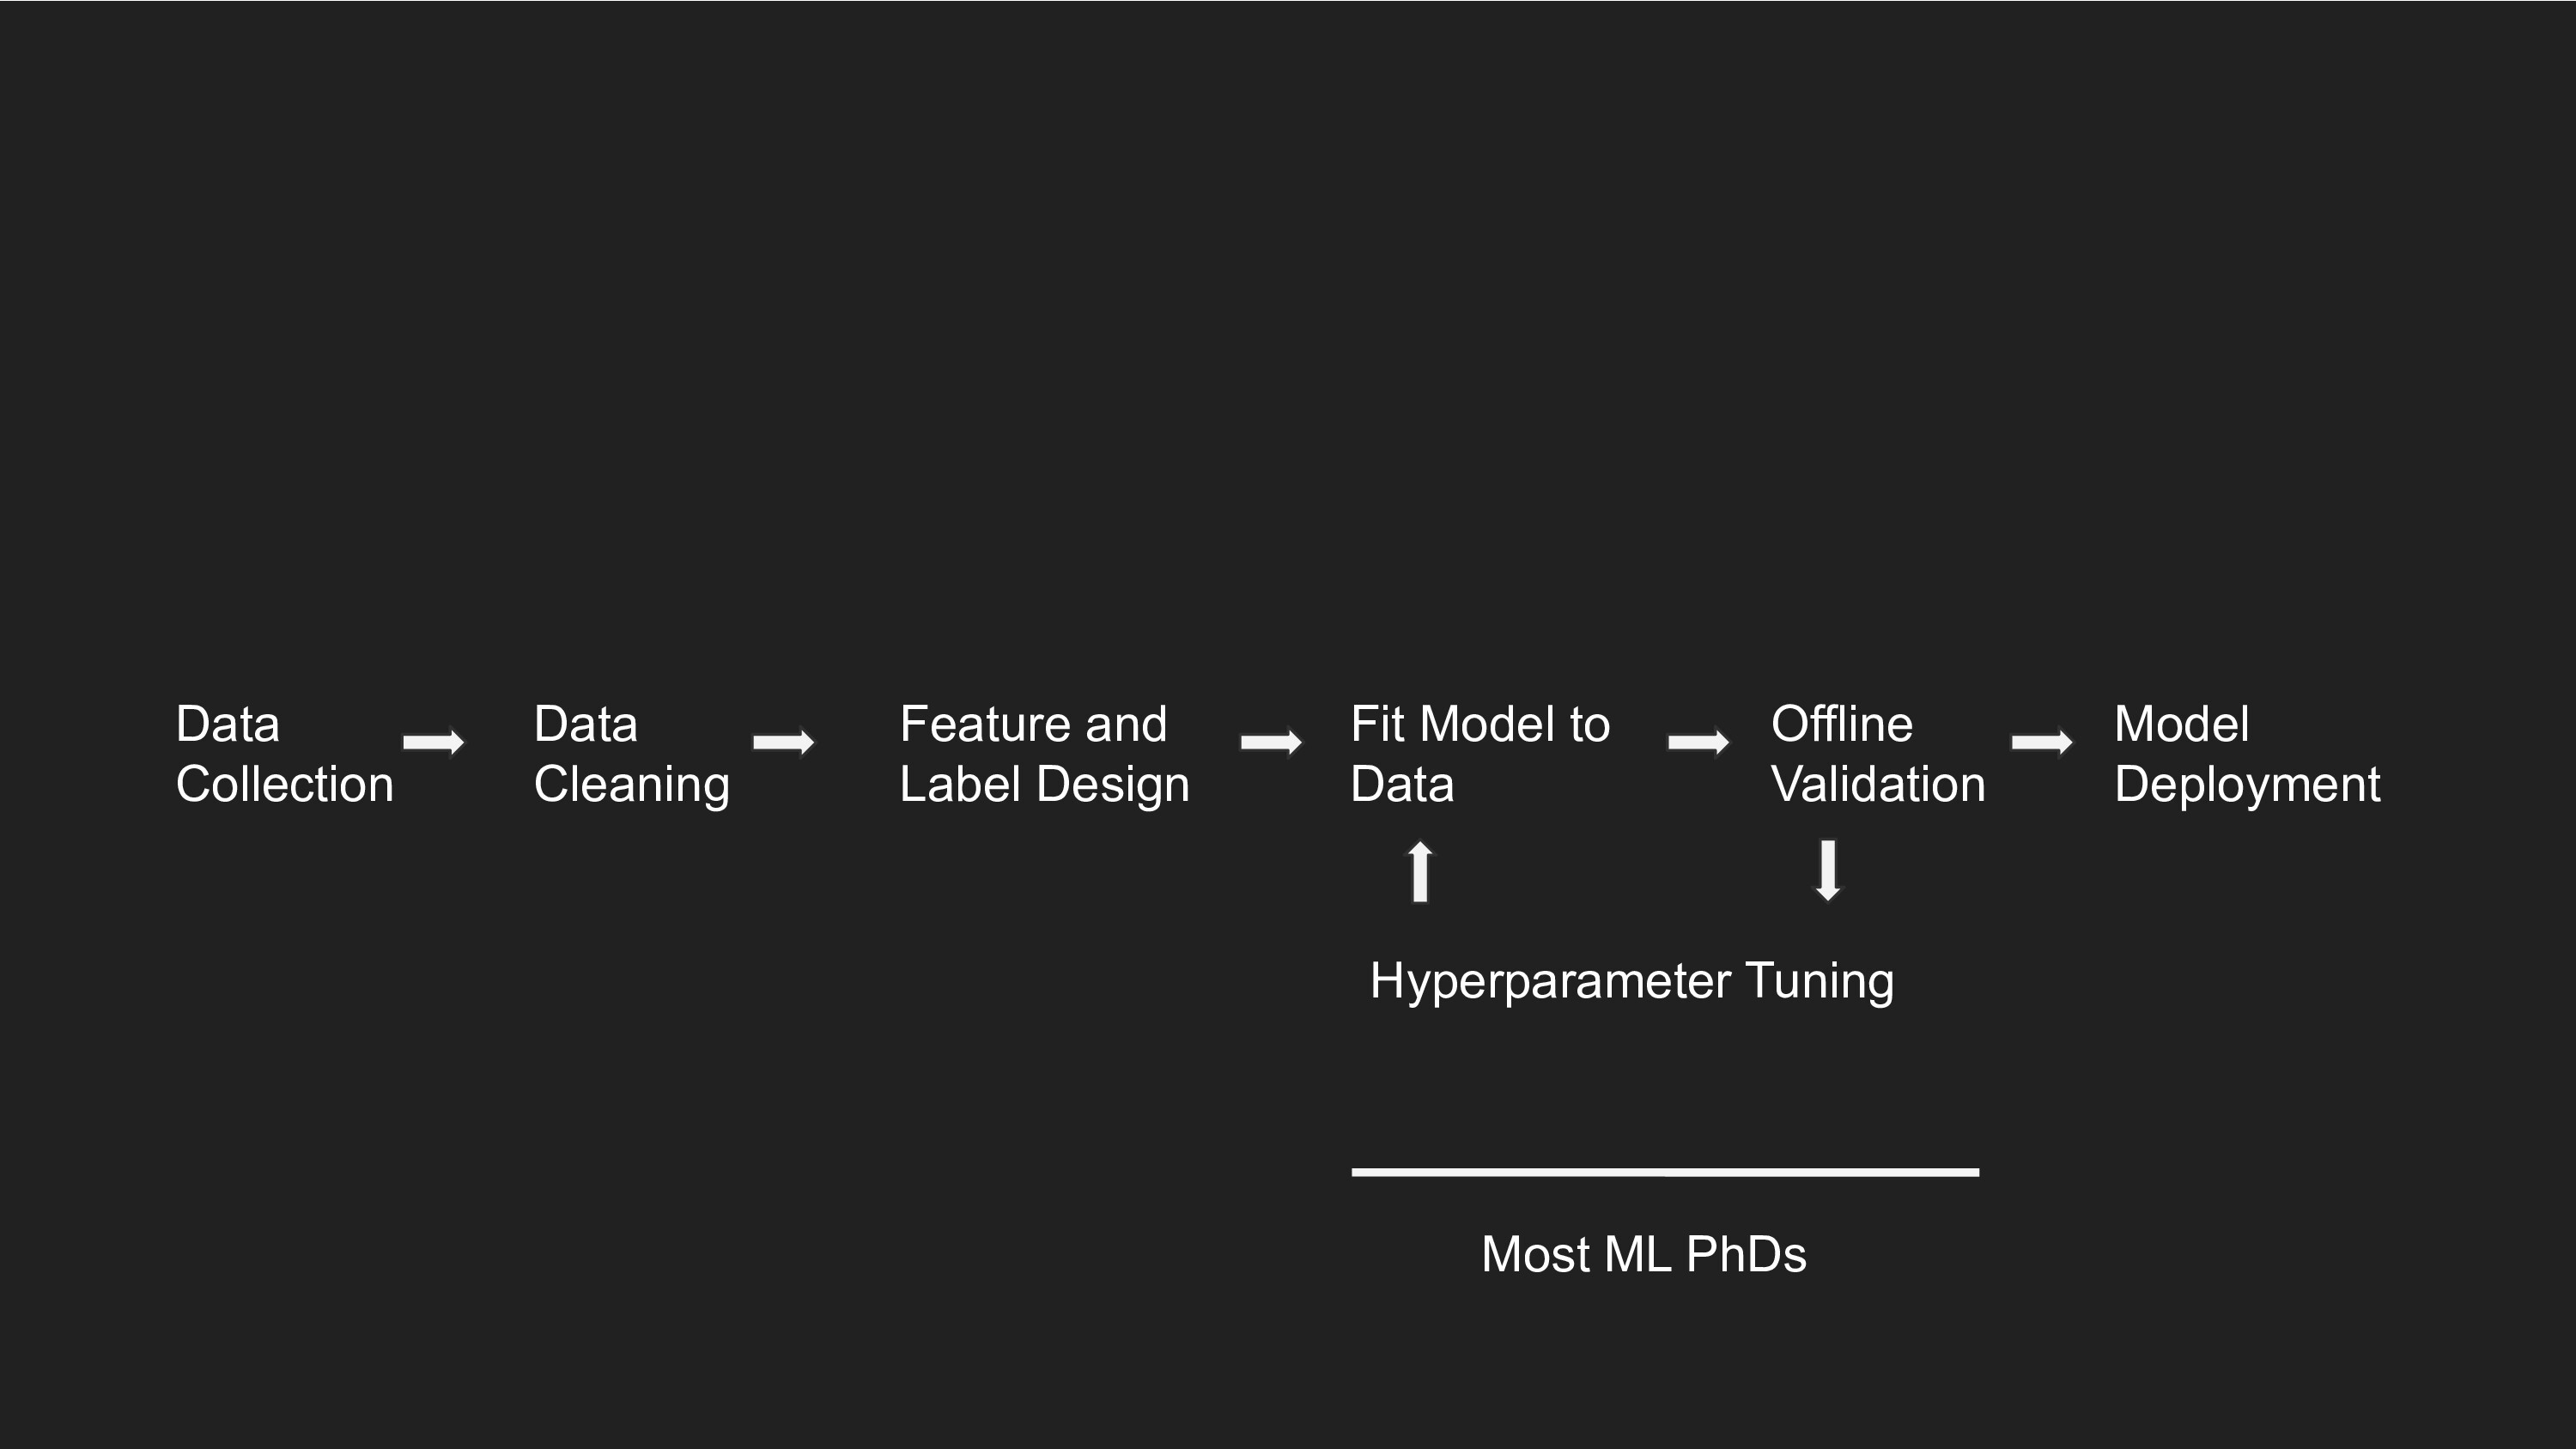 Data
Collection
Data
Cleaning
Feature and
Label Design
Fit Model to
Data
Offline
Validation
Model
Deployment
Hyperparameter Tuning
Most ML PhDs